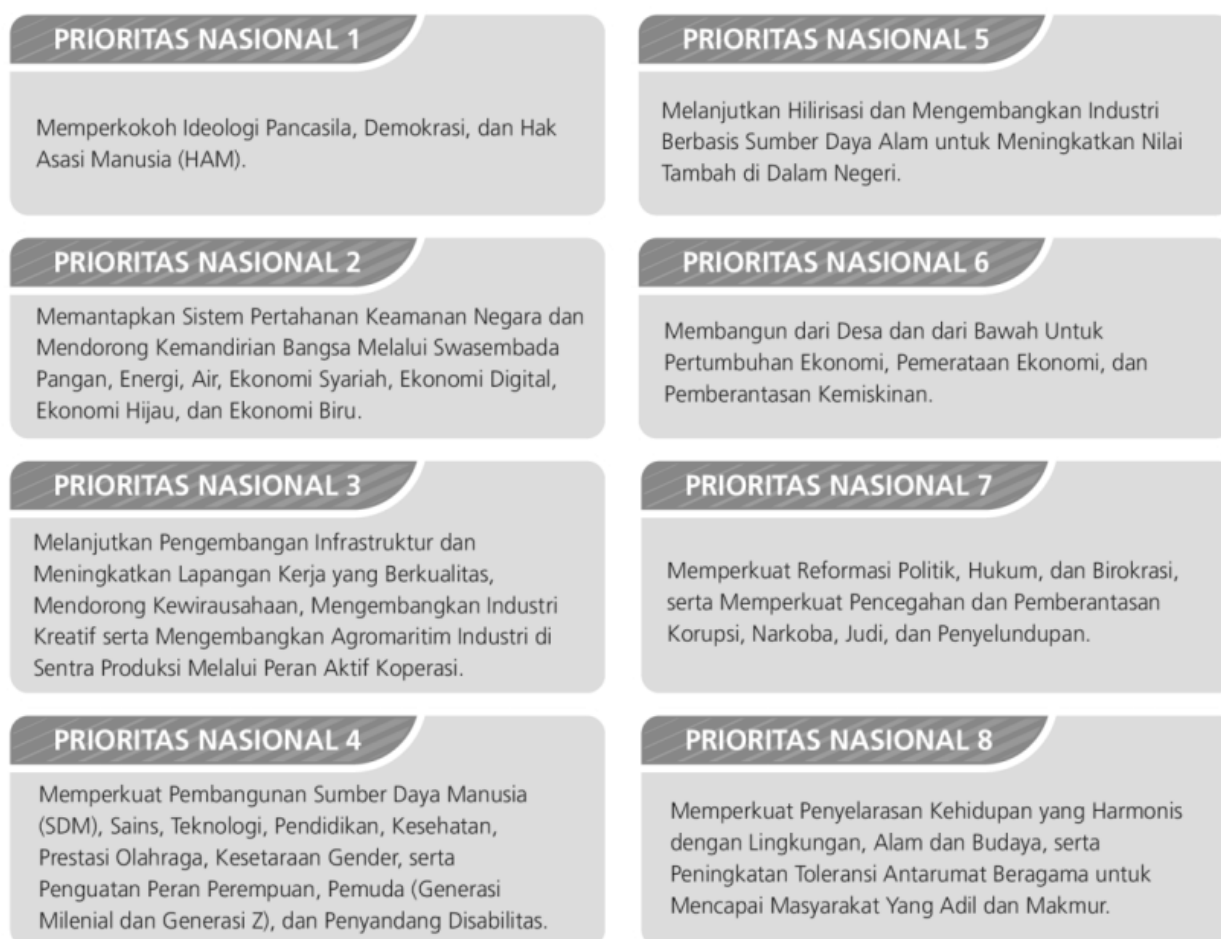 PRIORITAS NASIONAL 1
Memperkokoh Ideologi Pancasila, Demokrasi, dan Hak
Asasi Manusia (HAM).
PRIORITAS NASIONAL 2
Memantapkan Sistem Pertahanan Keamanan Negara dan
Mendorong Kemandirian Bangsa Melalui Swasembada
Pangan, Energi, Air, Ekonomi Syariah, Ekonomi Digital,
Ekonomi Hijau, dan Ekonomi Biru.
PRIORITAS NASIONAL 3
Melanjutkan Pengembangan Infrastruktur dan
Meningkatkan Lapangan Kerja yang Berkualitas,
Mendorong Kewirausahaan, Mengembangkan Industri
Kreatif serta Mengembangkan Agromaritim Industri di
Sentra Produksi Melalui Peran Aktif Koperasi.
PRIORITAS NASIONAL 4
Memperkuat Pembangunan Sumber Daya Manusia
(SDM), Sains, Teknologi, Pendidikan, Kesehatan,
Prestasi Olahraga, Kesetaraan Gender, serta
Penguatan Peran Perempuan, Pemuda (Generasi
Milenial dan Generasi Z), dan Penyandang Disabilitas.
PRIORITAS NASIONAL 5
Melanjutkan Hilirisasi dan Mengembangkan Industri
Berbasis Sumber Daya Alam untuk Meningkatkan Nilai
Tambah di Dalam Negeri.
PRIORITAS NASIONAL 6
Membangun dari Desa dan dari Bawah Untuk
Pertumbuhan Ekonomi, Pemerataan Ekonomi, dan
Pemberantasan Kemiskinan.
PRIORITAS NASIONAL 7
Memperkuat Reformasi Politik, Hukum, dan Birokrasi,
serta Memperkuat Pencegahan dan Pemberantasan
Korupsi, Narkoba, Judi, dan Penyelundupan.
PRIORITAS NASIONAL 8
Memperkuat Penyelarasan Kehidupan yang Harmonis
dengan Lingkungan, Alam dan Budaya, serta
Peningkatan Toleransi Antarumat Beragama untuk
Mencapai Masyarakat Yang Adil dan Makmur.